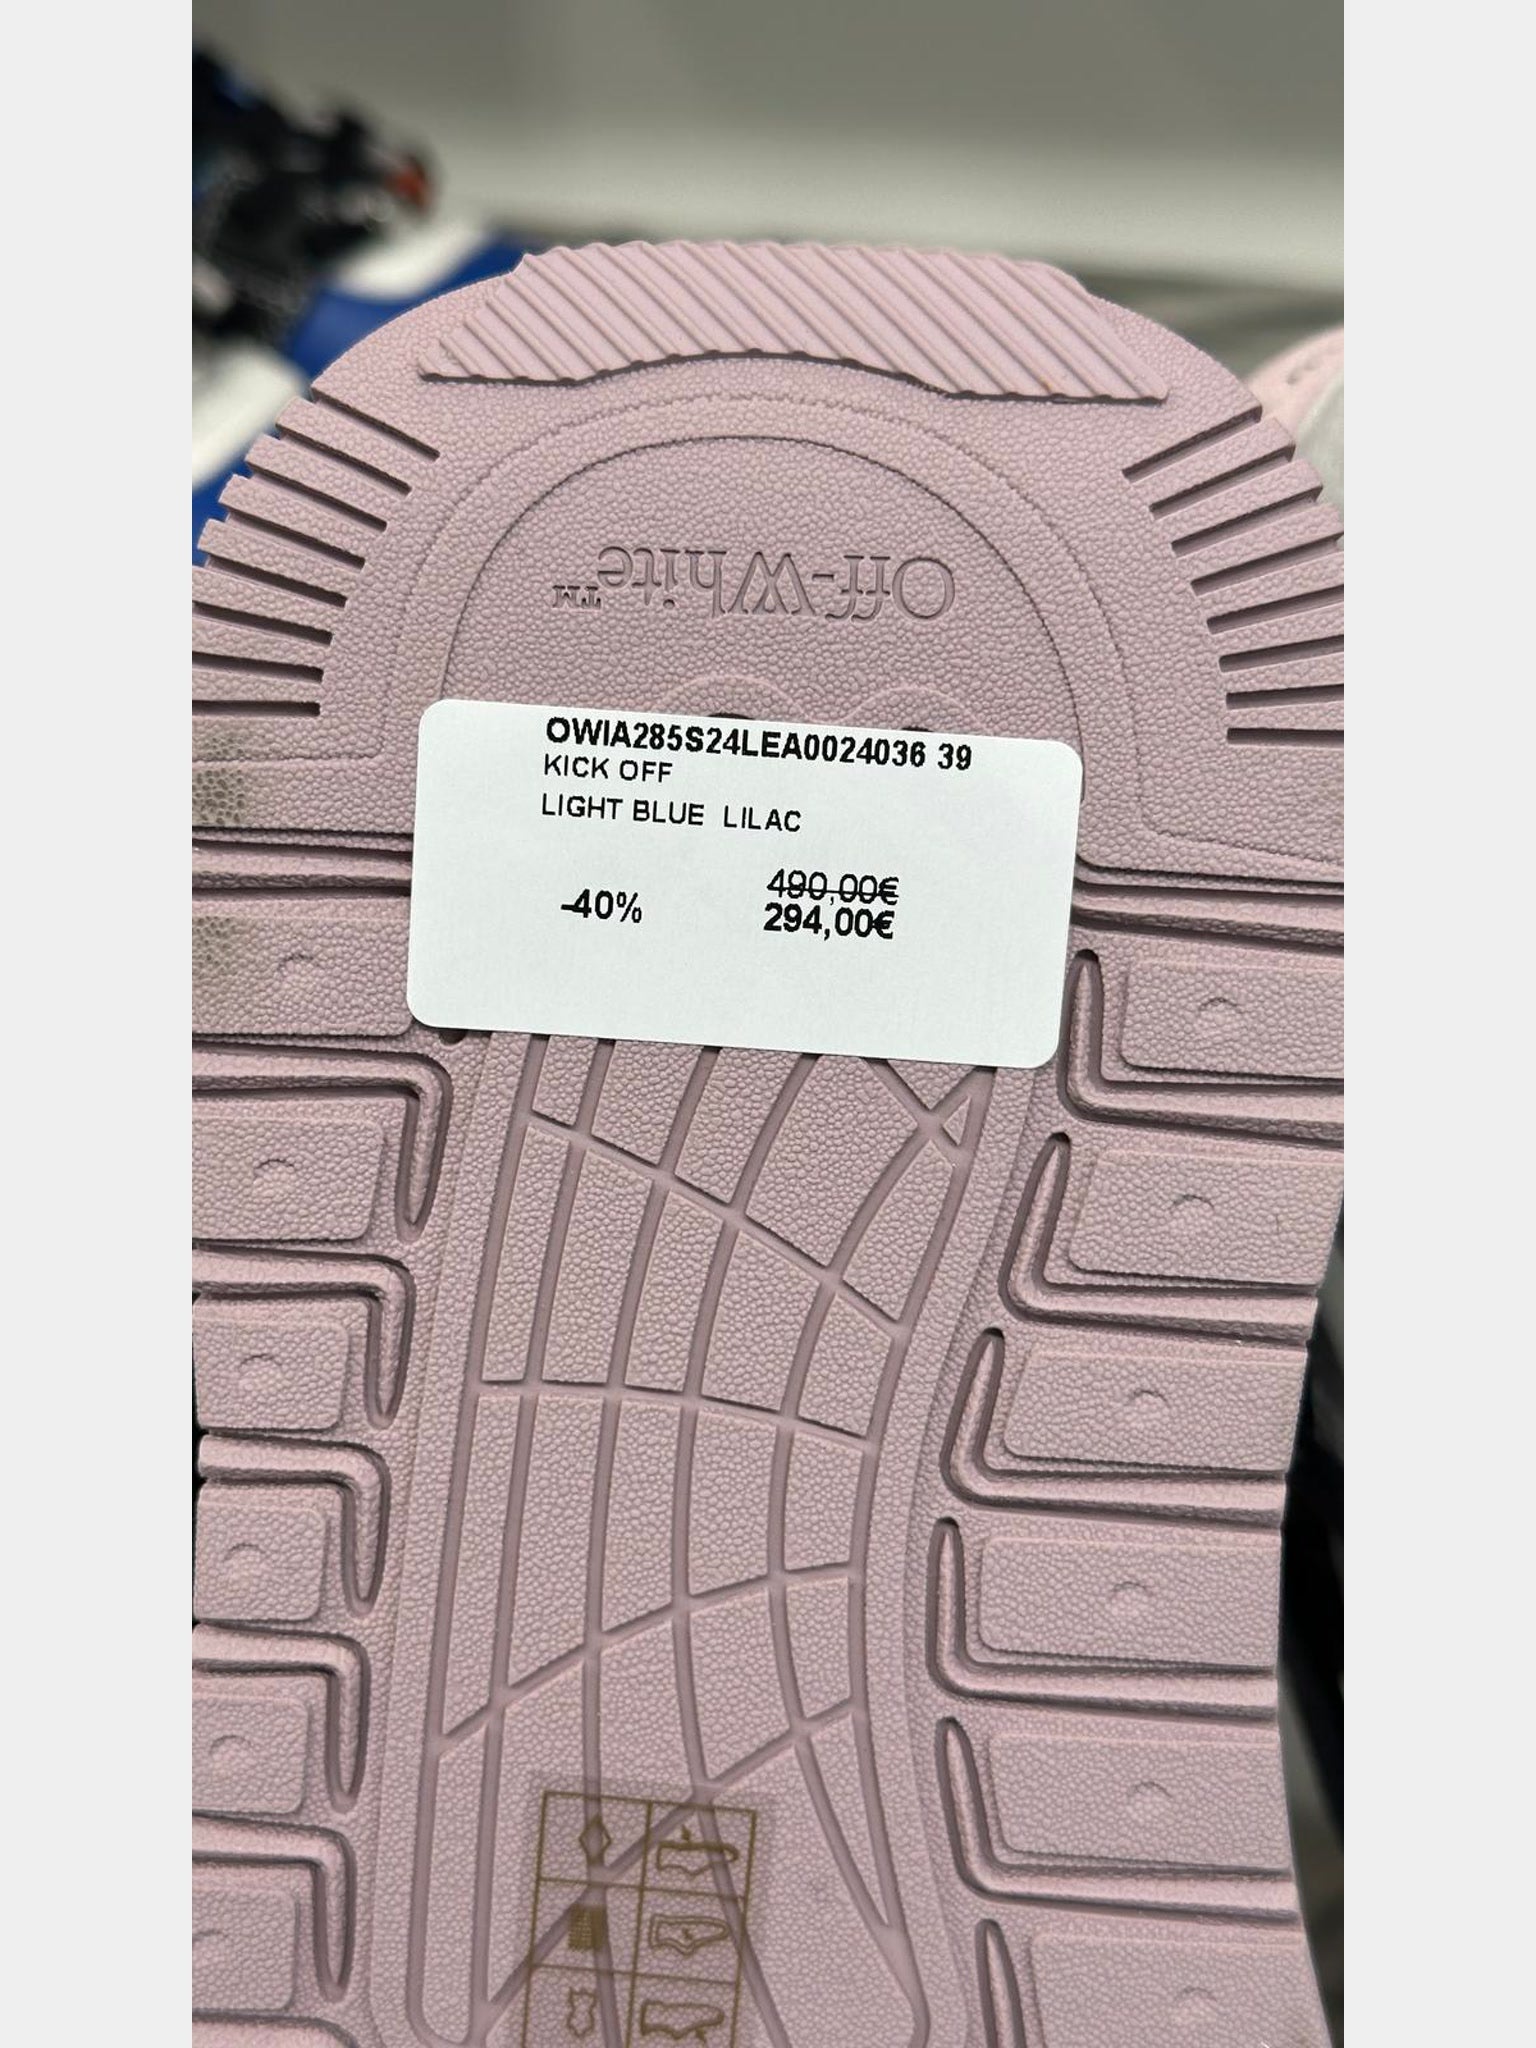 Off-White™
OWIA285S24LEA0024036 39
KICK OFF
LIGHT BLUE LILAC
490,00€
-40%
294,00€